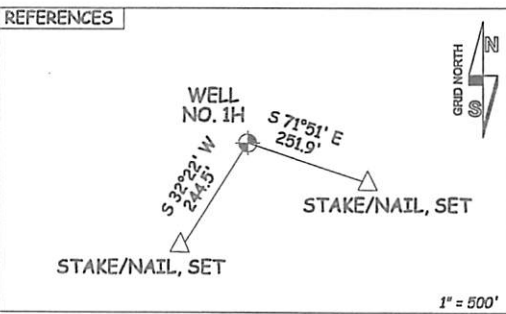 REFERENCES
N
GRID NORTH
S
WELL
NO. 1H
S 71°51' E
251.9'
S 32°22' W
244.5'
STAKE/NAIL, SET
STAKE/NAIL, SET
1" = 500'